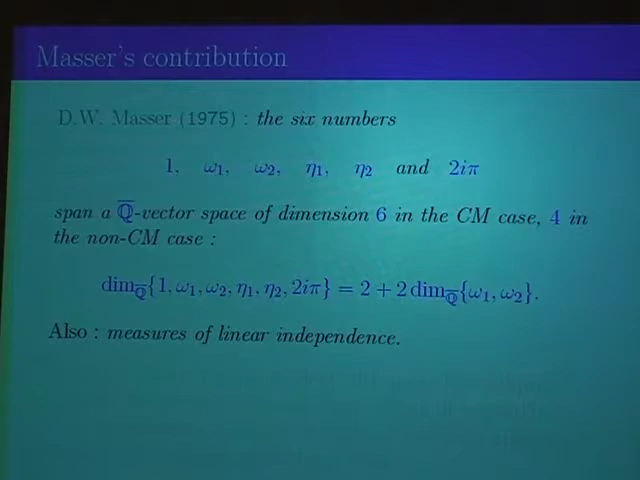 Masser's contribution
D.W. Masser (1975) : the six numbers
1, ω₁, ω₂, η₁, η₂ and 2iπ
span a Q̅-vector space of dimension 6 in the CM case, 4 in
the non-CM case :
dim_Q̅{1, ω₁, ω₂, η₁, η₂, 2iπ} = 2 + 2 dim_Q̅{ω₁, ω₂}.
Also : measures of linear independence.